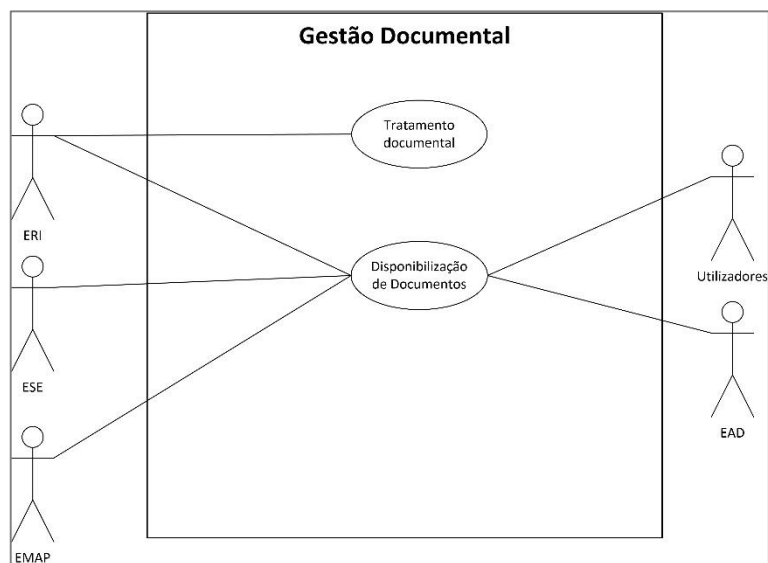 Gestão Documental
Tratamento
documental
ERI
Disponibilização
de Documentos
Utilizadores
ESE
EAD
EMAP